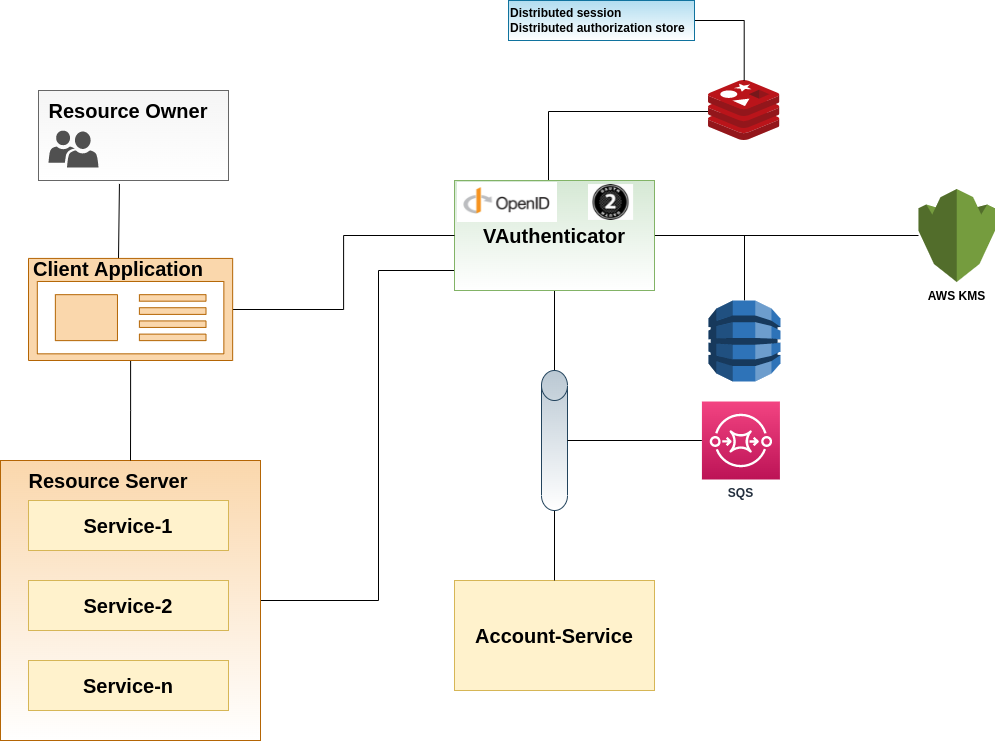 Distributed session
Distributed authorization store
Resource Owner
OpenID
2
VAuthenticator
Client Application
AWS KMS
SQS
Resource Server
Service-1
Service-2
Service-n
Account-Service